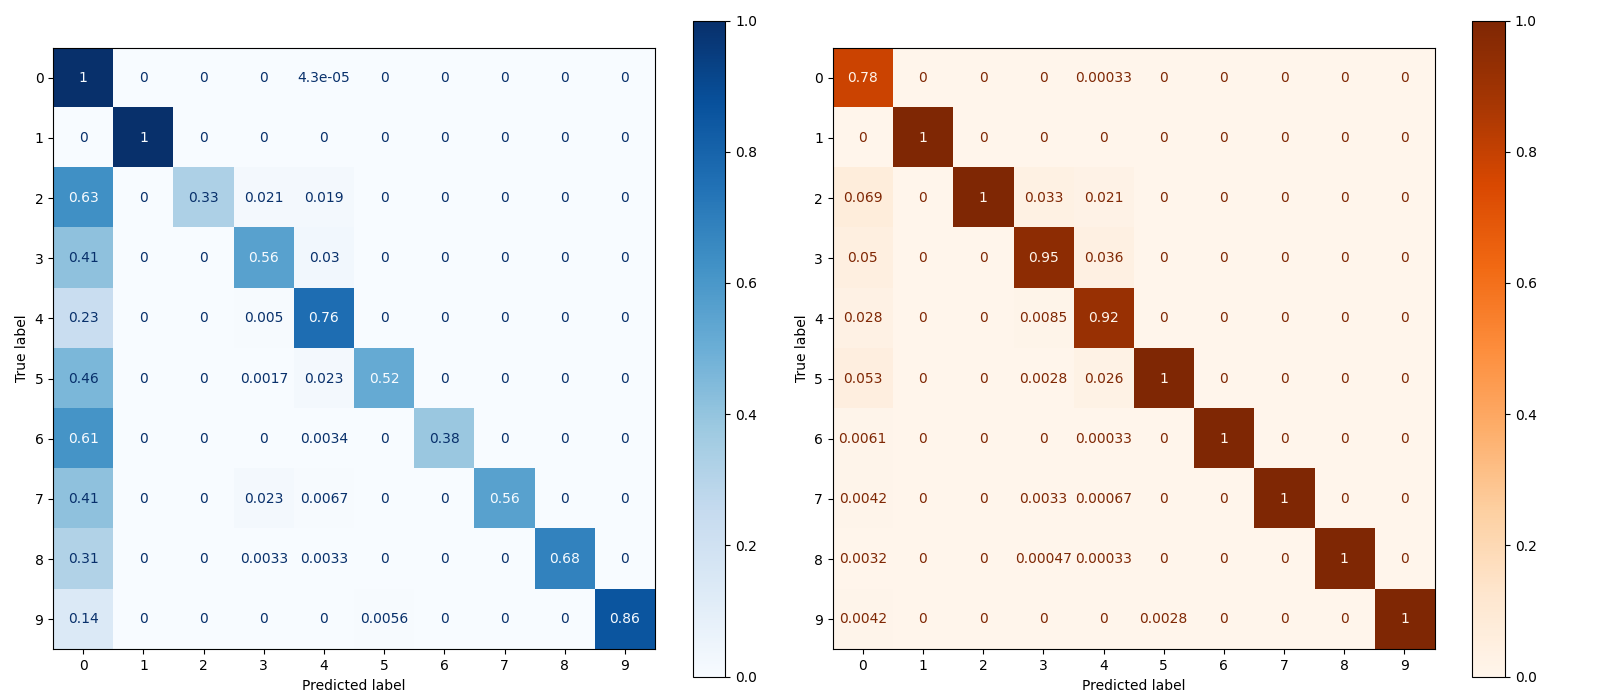 0 1 0 0 0 4.3e-05 0 0 0 0 0
1 0 1 0 0 0 0 0 0 0 0
2 0.63 0 0.33 0.021 0.019 0 0 0 0 0
3 0.41 0 0 0.56 0.03 0 0 0 0 0
4 0.23 0 0 0.005 0.76 0 0 0 0 0
5 0.46 0 0 0.0017 0.023 0.52 0 0 0 0
6 0.61 0 0 0 0.0034 0 0.38 0 0 0
7 0.41 0 0 0.023 0.0067 0 0 0.56 0 0
8 0.31 0 0 0.0033 0.0033 0 0 0 0.68 0
9 0.14 0 0 0 0 0.0056 0 0 0 0.86
0 1 2 3 4 5 6 7 8 9
Predicted label
True label
1.0
0.8
0.6
0.4
0.2
0.0
0 0.78 0 0 0 0.00033 0 0 0 0 0
1 0 1 0 0 0 0 0 0 0 0
2 0.069 0 1 0.033 0.021 0 0 0 0 0
3 0.05 0 0 0.95 0.036 0 0 0 0 0
4 0.028 0 0 0.0085 0.92 0 0 0 0 0
5 0.053 0 0 0.0028 0.026 1 0 0 0 0
6 0.0061 0 0 0 0.00033 0 1 0 0 0
7 0.0042 0 0 0.0033 0.00067 0 0 1 0 0
8 0.0032 0 0 0.00047 0.00033 0 0 0 1 0
9 0.0042 0 0 0 0 0.0028 0 0 0 1
0 1 2 3 4 5 6 7 8 9
Predicted label
True label
1.0
0.8
0.6
0.4
0.2
0.0